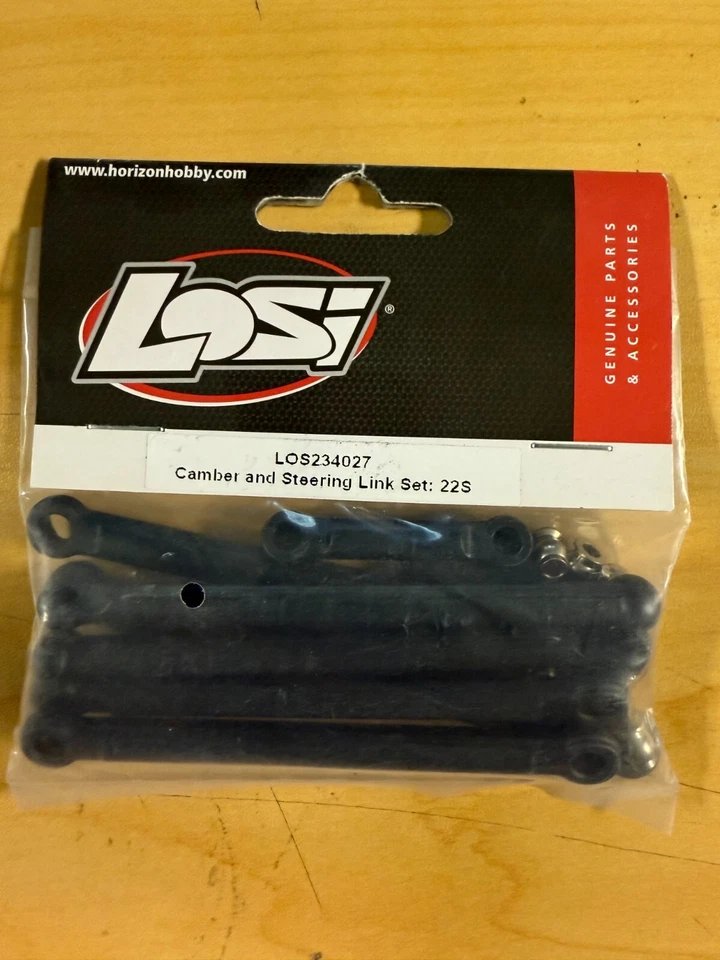 www.horizonhobby.com
LOSi®
GENUINE PARTS
& ACCESSORIES
LOS234027
Camber and Steering Link Set: 22S